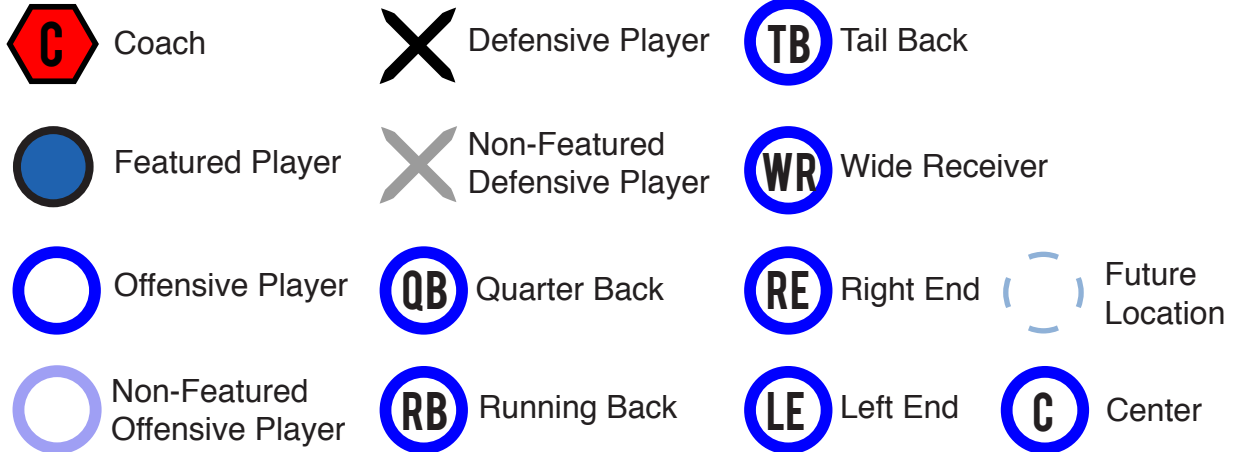 C Coach
Defensive Player
TB Tail Back
Featured Player
Non-Featured
Defensive Player
WR Wide Receiver
Offensive Player
QB Quarter Back
RE Right End
Future
Location
Non-Featured
Offensive Player
RB Running Back
LE Left End
C Center